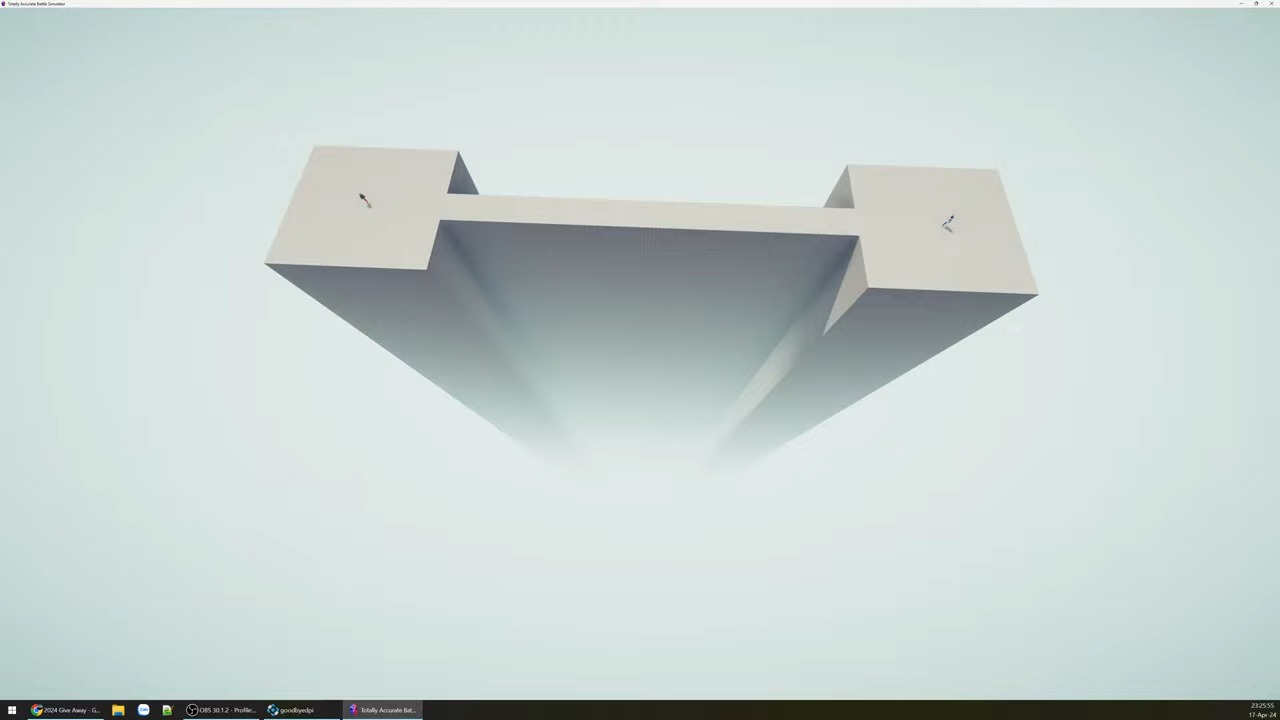 Totally Accurate Battle Simulator
2024 Give Away - G...
OBS 30.1.2 - Profile:...
goodbyedpi
Totally Accurate Bat...
23:25:55
17-Apr-24